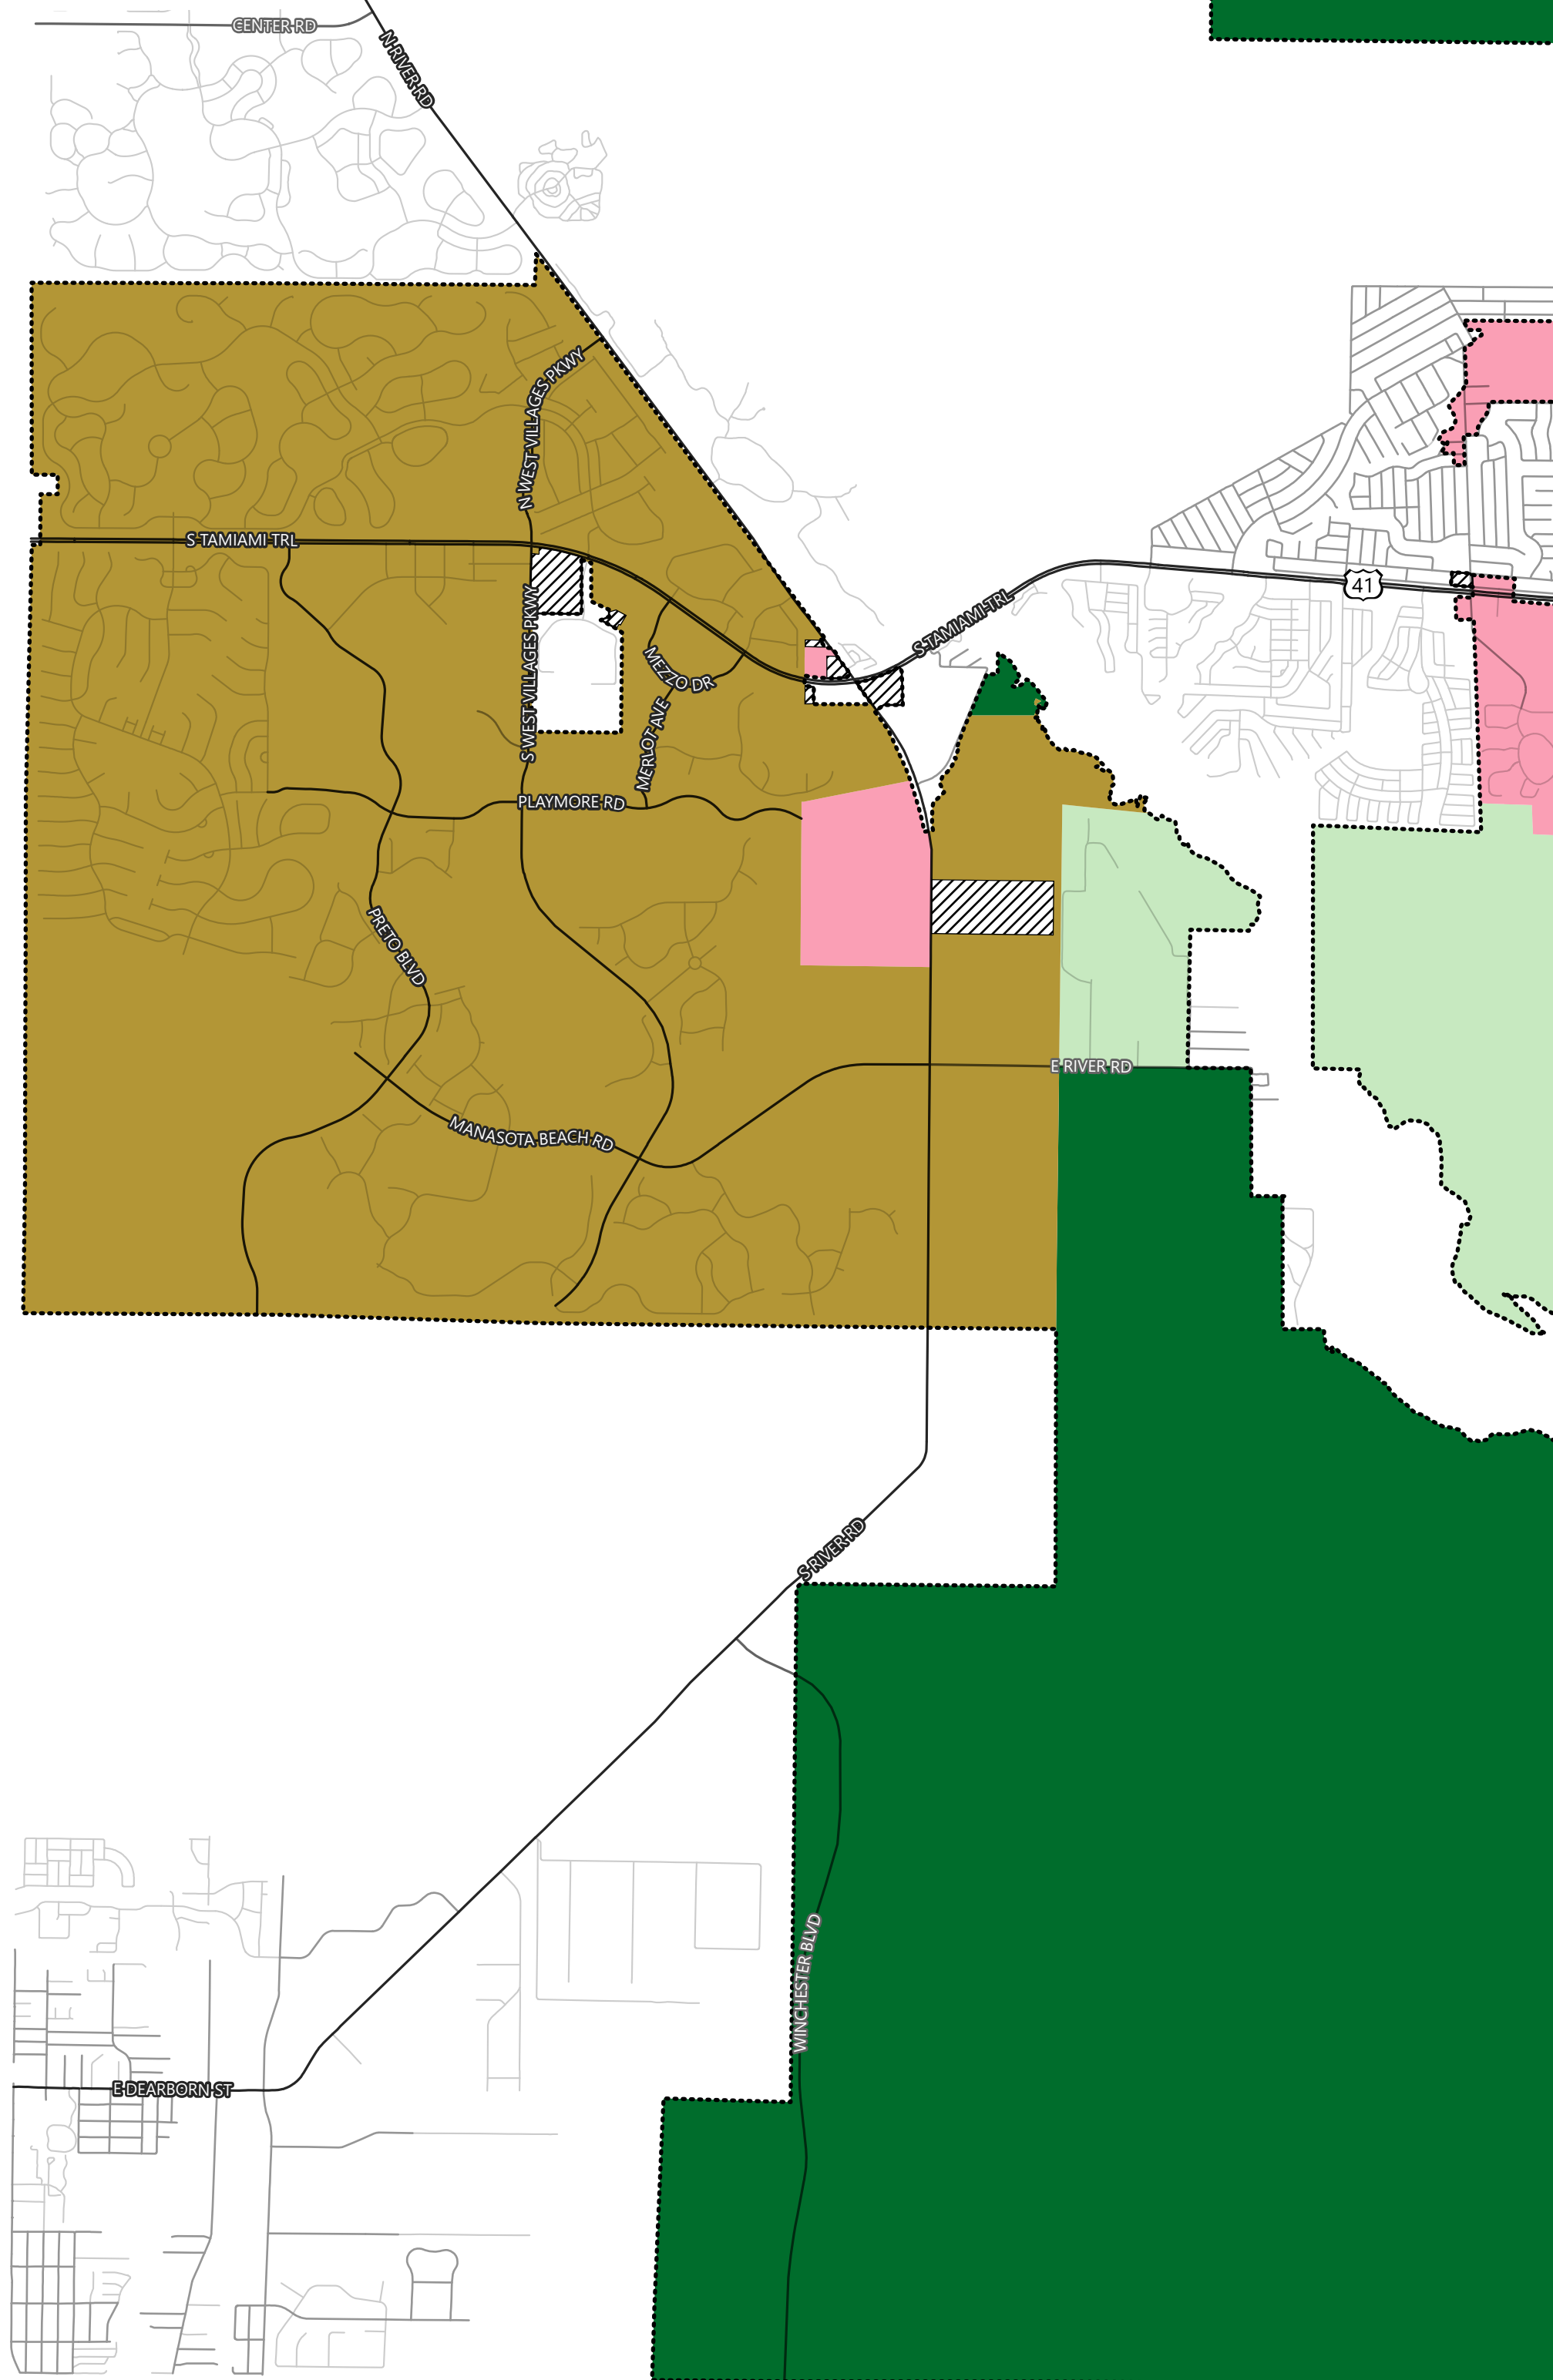 CENTER RD
N RIVER RD
N WEST VILLAGES PKWY
S TAMIAMI TRL
41
S TAMIAMI TRL
S WEST VILLAGES PKWY
MEZZO DR
MERLOT AVE
PLAYMORE RD
PRETO BLVD
E RIVER RD
MANASOTA BEACH RD
S RIVER RD
WINCHESTER BLVD
E DEARBORN ST